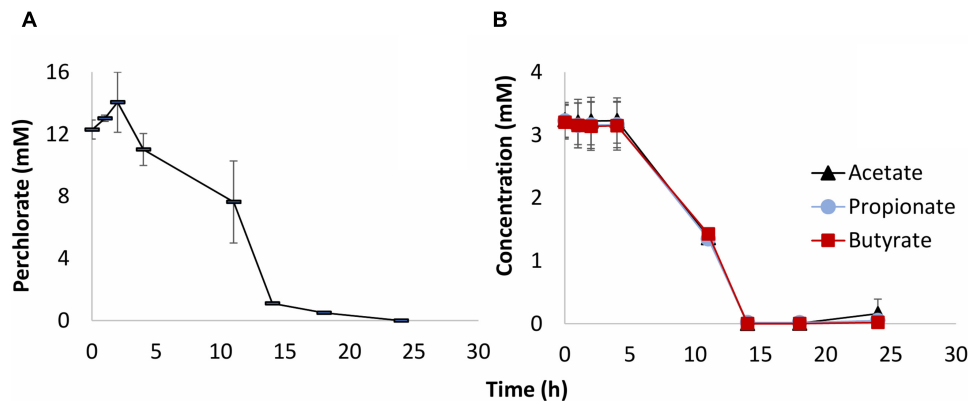 A
B
Perchlorate (mM)
16
12
8
4
0
0 5 10 15 20 25 30
Concentration (mM)
4
3
2
1
0
0 5 10 15 20 25 30
Acetate
Propionate
Butyrate
Time (h)